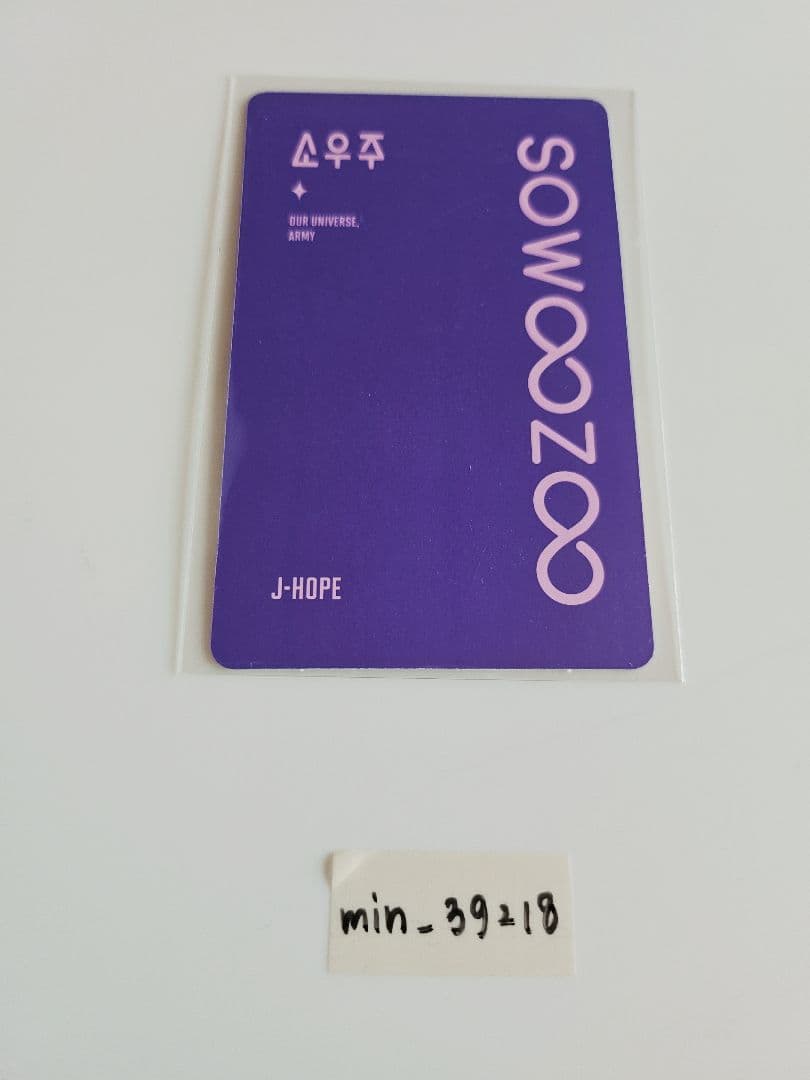 소우주
OUR UNIVERSE,
ARMY
SOWOOZOO
J-HOPE
min_39218